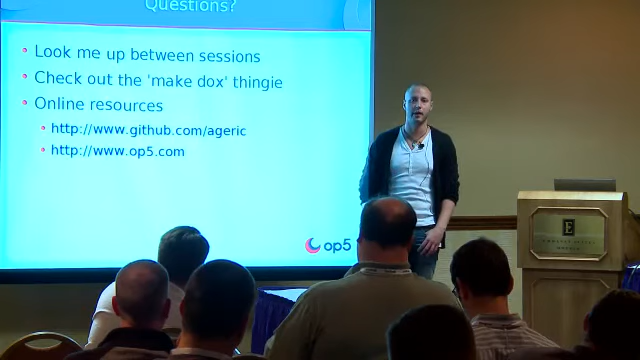 Questions?
Look me up between sessions
Check out the 'make dox' thingie
Online resources
http://www.github.com/ageric
http://www.op5.com
op5
E